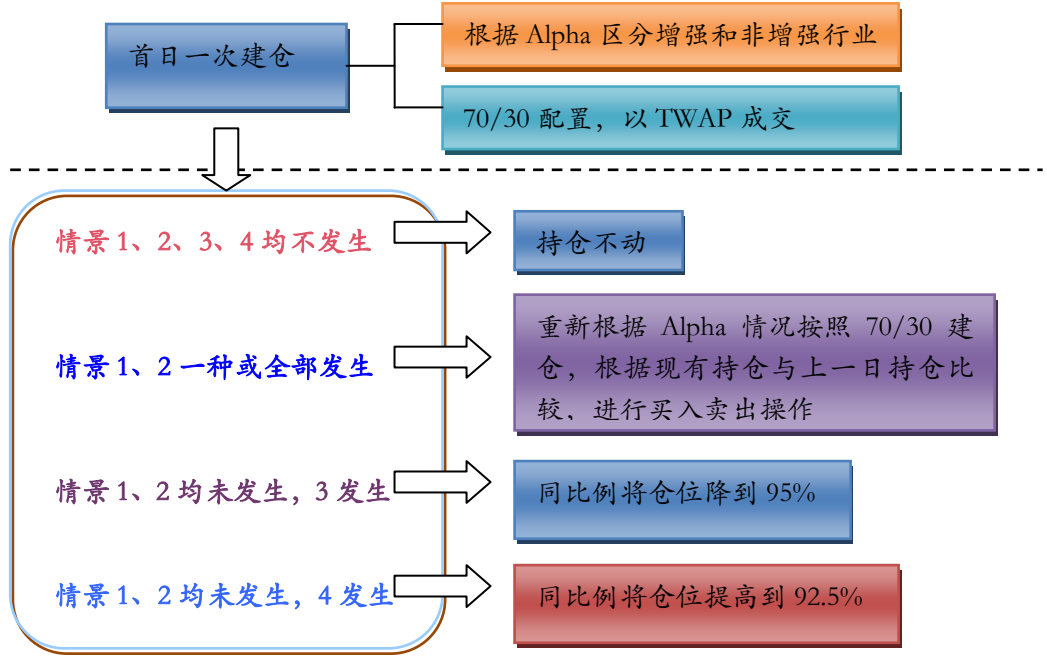 首日一次建仓
根据 Alpha 区分增强和非增强行业
70/30 配置，以 TWAP 成交
情景 1、2、3、4 均不发生
持仓不动
情景 1、2 一种或全部发生
重新根据 Alpha 情况按照 70/30 建
仓，根据现有持仓与上一日持仓比
较，进行买入卖出操作
情景 1、2 均未发生，3 发生
同比例将仓位降到 95%
情景 1、2 均未发生，4 发生
同比例将仓位提高到 92.5%